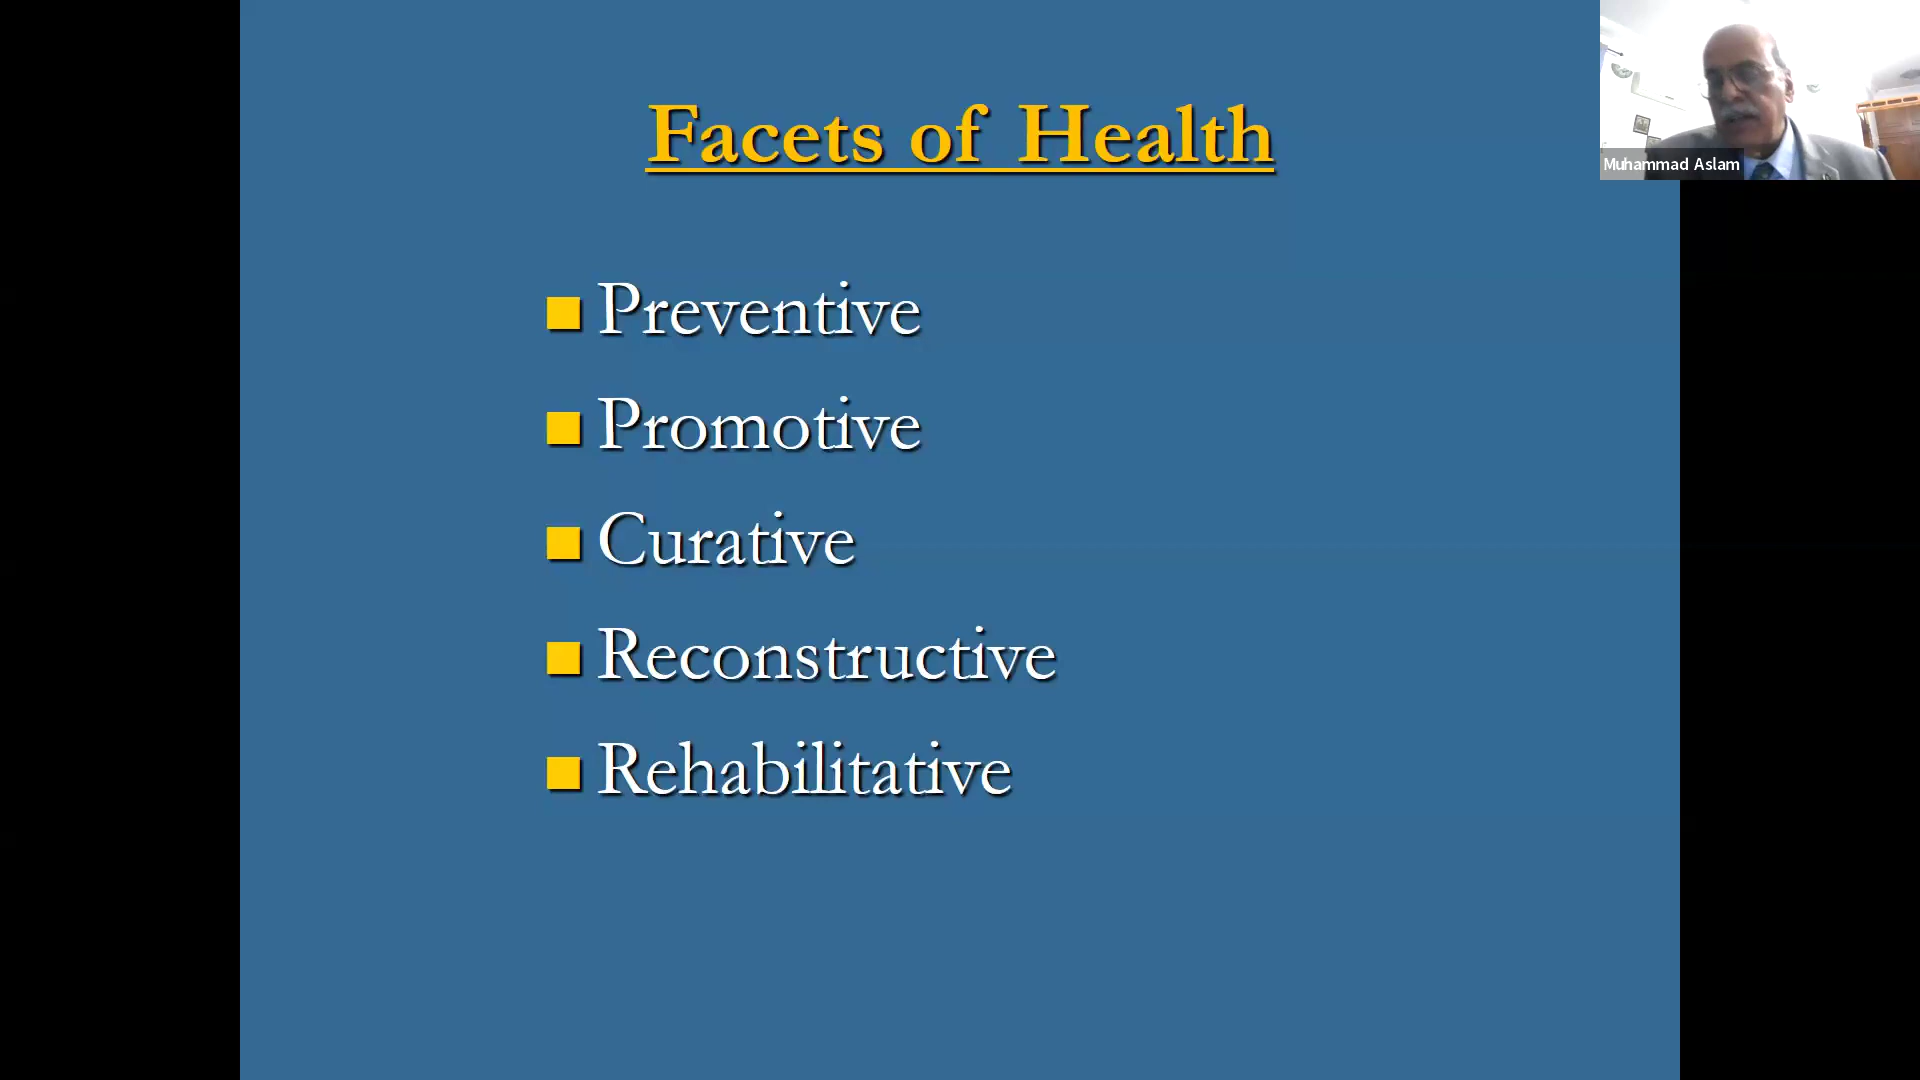 Facets of Health
Preventive
Promotive
Curative
Reconstructive
Rehabilitative
Muhammad Aslam